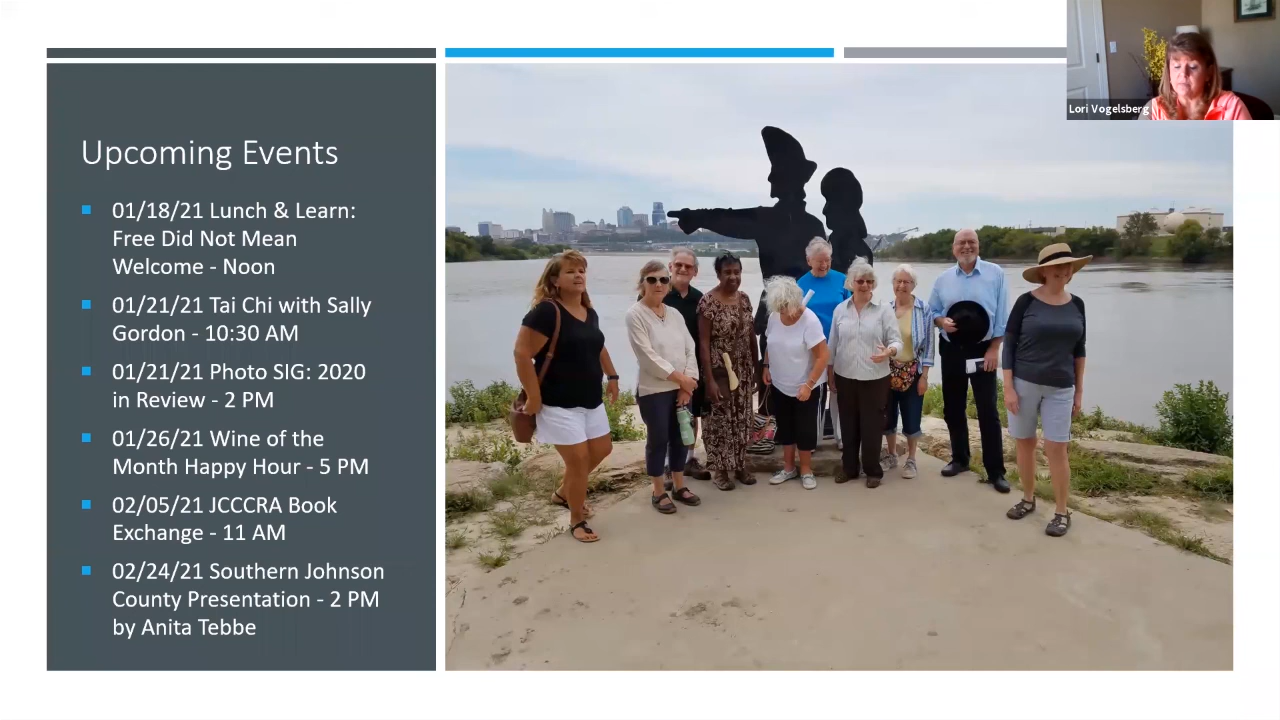 Upcoming Events
01/18/21 Lunch & Learn:
Free Did Not Mean
Welcome - Noon
01/21/21 Tai Chi with Sally
Gordon - 10:30 AM
01/21/21 Photo SIG: 2020
in Review - 2 PM
01/26/21 Wine of the
Month Happy Hour - 5 PM
02/05/21 JCCCRA Book
Exchange - 11 AM
02/24/21 Southern Johnson
County Presentation - 2 PM
by Anita Tebbe
Lori Vogelsberg